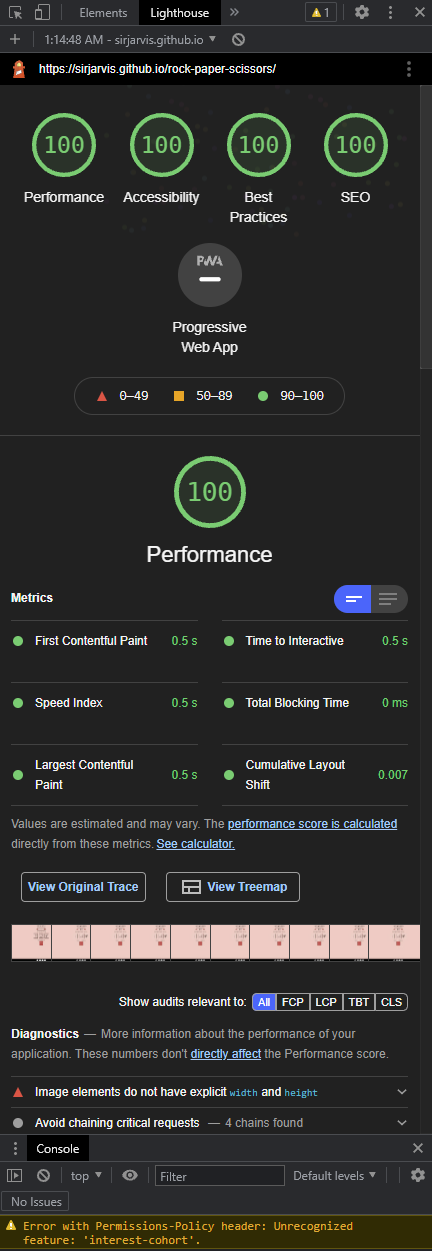 Elements Lighthouse » 1
1:14:48 AM - sirjarvis.github.io
https://sirjarvis.github.io/rock-paper-scissors/
100 100 100 100
Performance Accessibility Best Practices SEO
PWA
Progressive
Web App
0–49 50–89 90–100
100
Performance
Metrics
First Contentful Paint 0.5 s Time to Interactive 0.5 s
Speed Index 0.5 s Total Blocking Time 0 ms
Largest Contentful Paint 0.5 s Cumulative Layout Shift 0.007
Values are estimated and may vary. The performance score is calculated
directly from these metrics. See calculator.
View Original Trace View Treemap
Show audits relevant to: All FCP LCP TBT CLS
Diagnostics — More information about the performance of your
application. These numbers don't directly affect the Performance score.
Image elements do not have explicit width and height
Avoid chaining critical requests — 4 chains found
Console
top Filter Default levels
No Issues
Error with Permissions-Policy header: Unrecognized
feature: 'interest-cohort'.